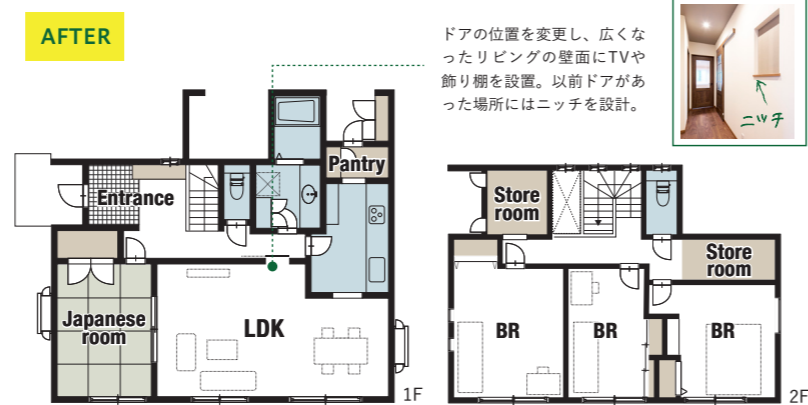 AFTER
ドアの位置を変更し、広くな
ったリビングの壁面にTVや
飾り棚を設置。以前ドアがあ
った場所にはニッチを設計。
ニッチ
Pantry
Entrance
Japanese
room
LDK
1F
Store
room
Store
room
BR
BR
BR
2F